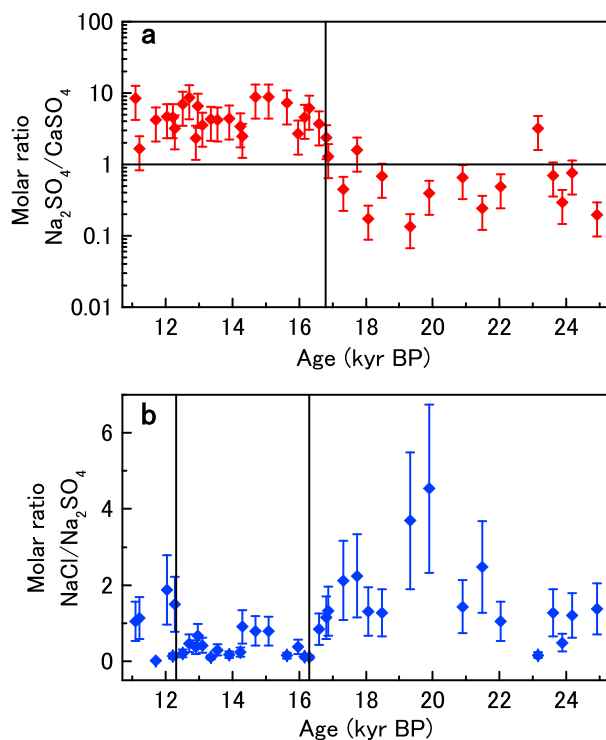 a
100
10
1
0.1
0.01
Molar ratio
Na₂SO₄/CaSO₄
12 14 16 18 20 22 24
Age (kyr BP)
b
6
4
2
0
Molar ratio
NaCl/Na₂SO₄
12 14 16 18 20 22 24
Age (kyr BP)